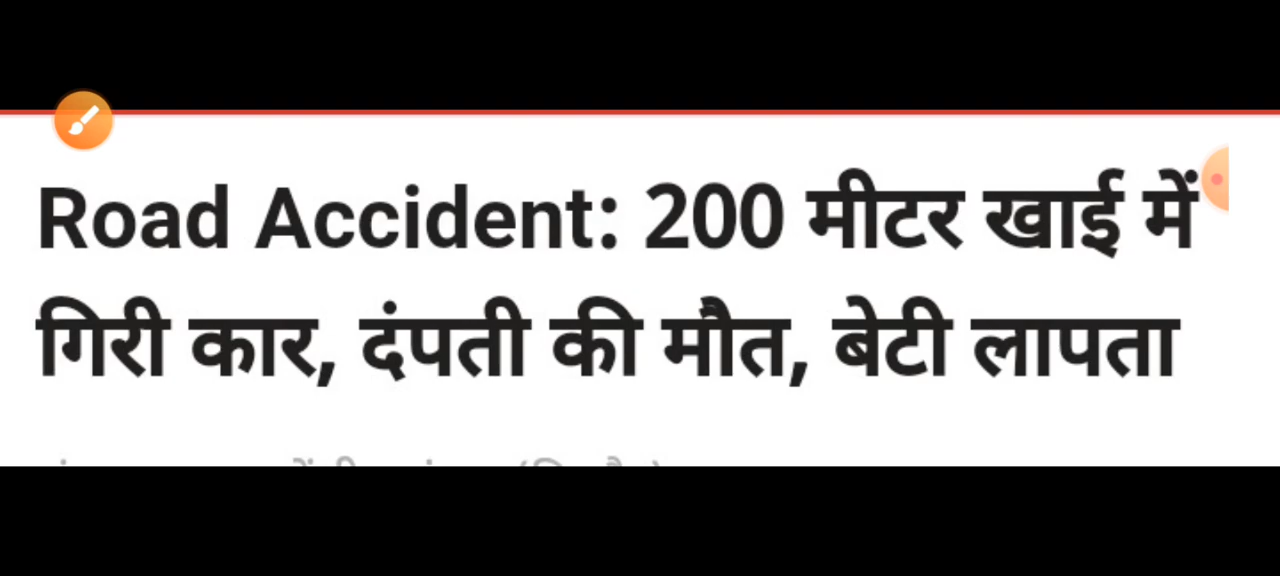 Road Accident: 200 मीटर खाई में
गिरी कार, दंपती की मौत, बेटी लापता